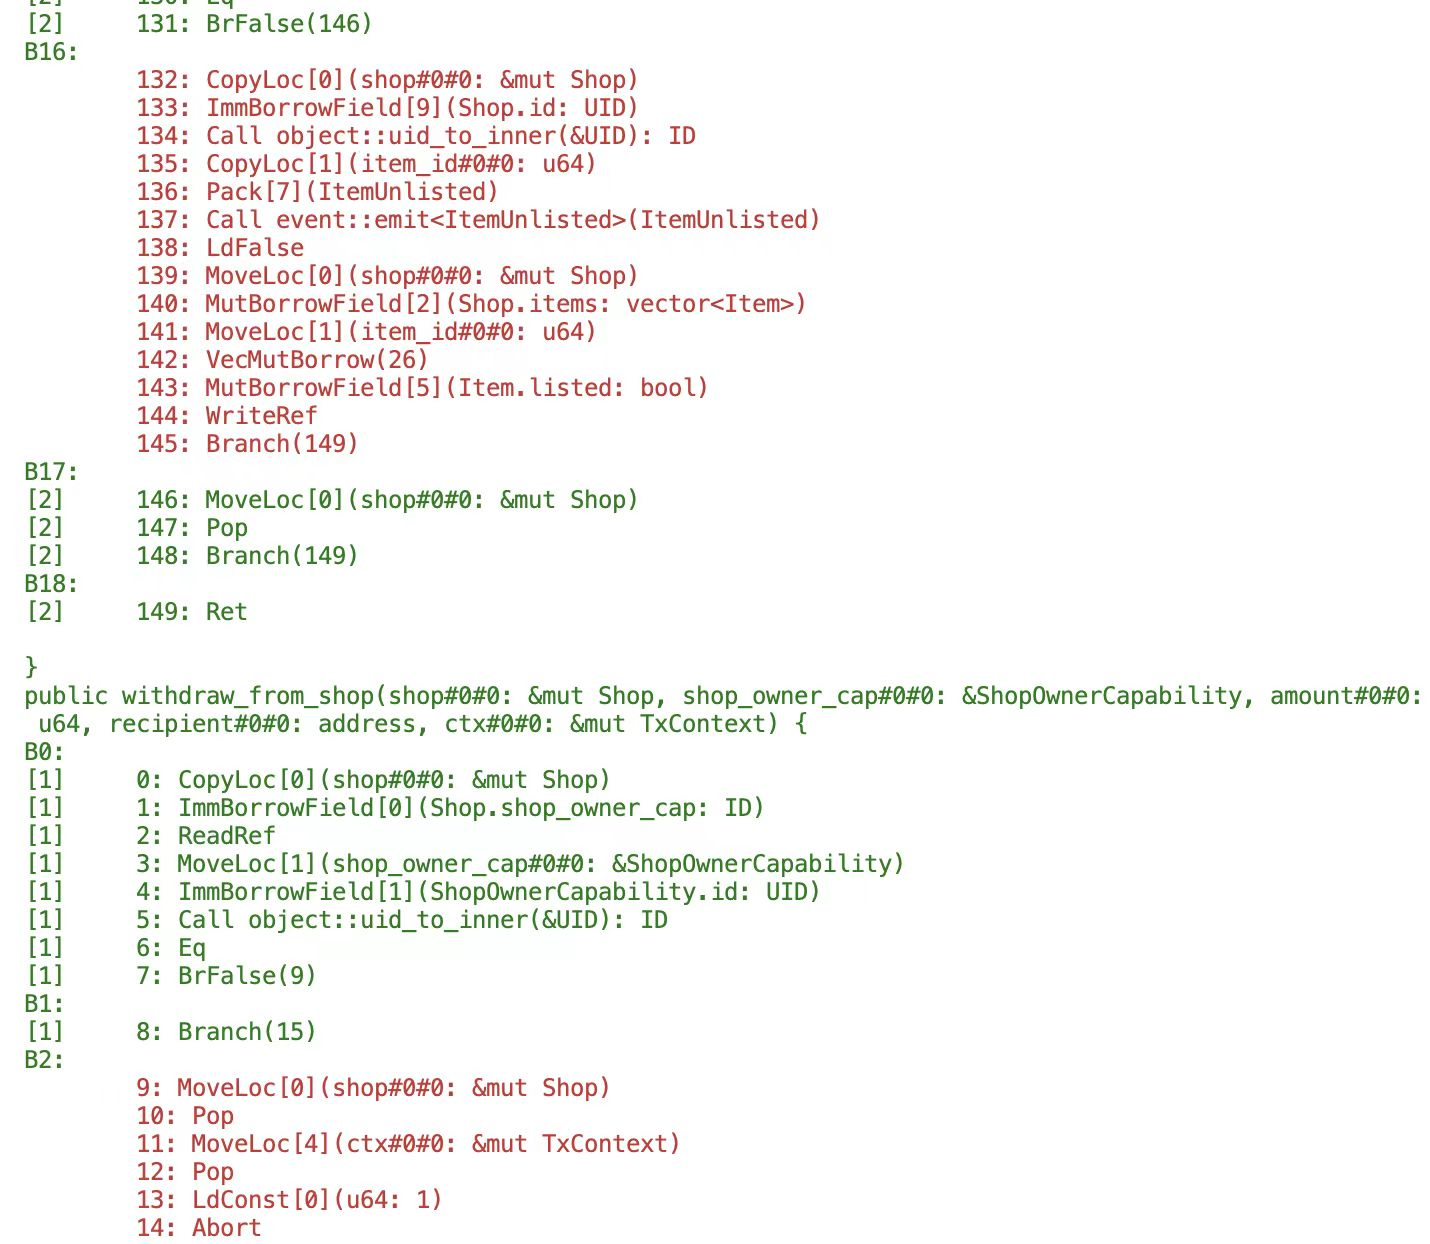 [2] 130: Eq
[2] 131: BrFalse(146)
B16:
132: CopyLoc[0](shop#0#0: &mut Shop)
133: ImmBorrowField[9](Shop.id: UID)
134: Call object::uid_to_inner(&UID): ID
135: CopyLoc[1](item_id#0#0: u64)
136: Pack[7](ItemUnlisted)
137: Call event::emit<ItemUnlisted>(ItemUnlisted)
138: LdFalse
139: MoveLoc[0](shop#0#0: &mut Shop)
140: MutBorrowField[2](Shop.items: vector<Item>)
141: MoveLoc[1](item_id#0#0: u64)
142: VecMutBorrow(26)
143: MutBorrowField[5](Item.listed: bool)
144: WriteRef
145: Branch(149)
B17:
[2] 146: MoveLoc[0](shop#0#0: &mut Shop)
[2] 147: Pop
[2] 148: Branch(149)
B18:
[2] 149: Ret
}
public withdraw_from_shop(shop#0#0: &mut Shop, shop_owner_cap#0#0: &ShopOwnerCapability, amount#0#0:
u64, recipient#0#0: address, ctx#0#0: &mut TxContext) {
B0:
[1] 0: CopyLoc[0](shop#0#0: &mut Shop)
[1] 1: ImmBorrowField[0](Shop.shop_owner_cap: ID)
[1] 2: ReadRef
[1] 3: MoveLoc[1](shop_owner_cap#0#0: &ShopOwnerCapability)
[1] 4: ImmBorrowField[1](ShopOwnerCapability.id: UID)
[1] 5: Call object::uid_to_inner(&UID): ID
[1] 6: Eq
[1] 7: BrFalse(9)
B1:
[1] 8: Branch(15)
B2:
9: MoveLoc[0](shop#0#0: &mut Shop)
10: Pop
11: MoveLoc[4](ctx#0#0: &mut TxContext)
12: Pop
13: LdConst[0](u64: 1)
14: Abort